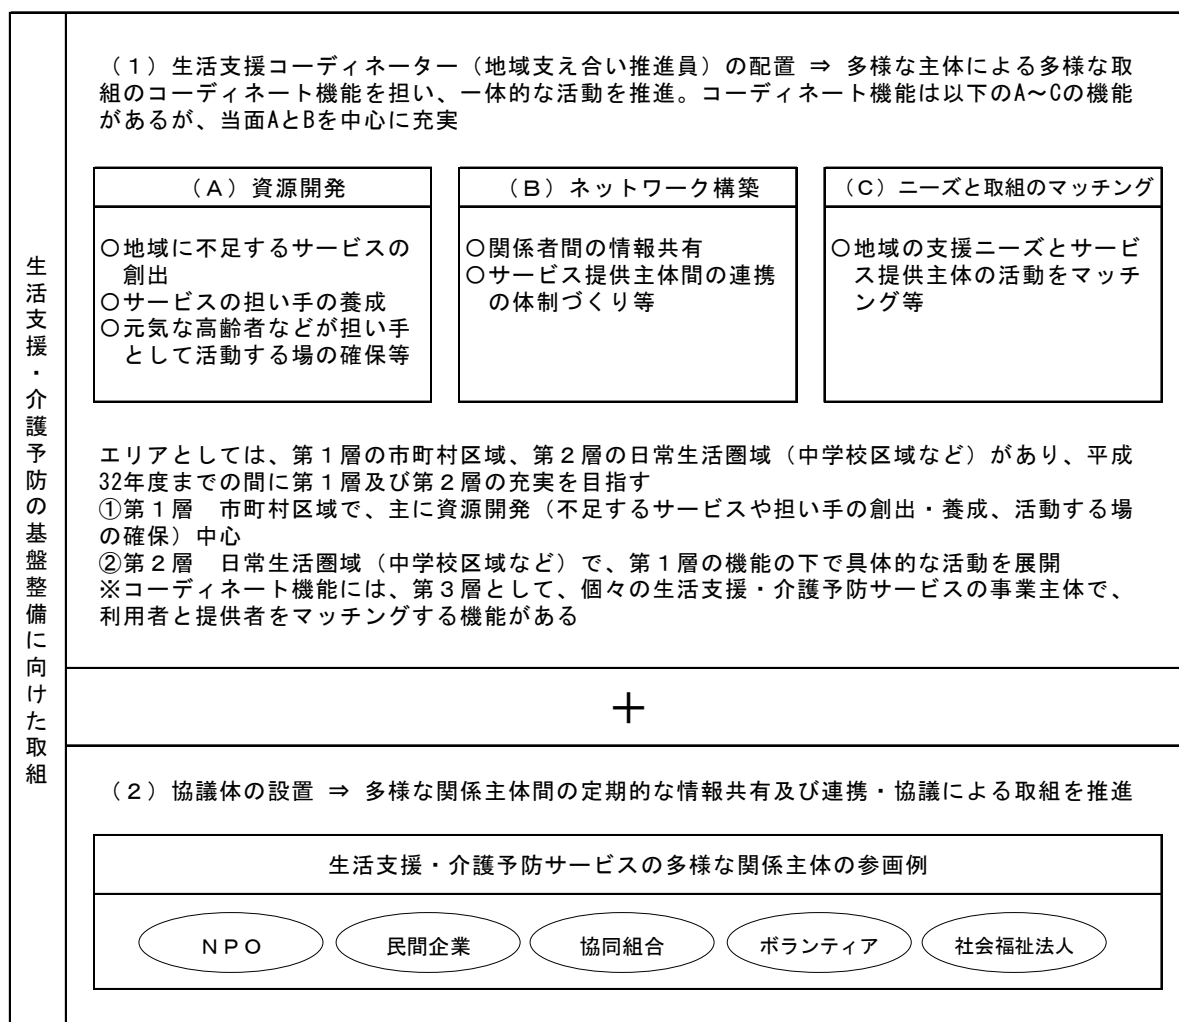 生活支援・介護予防の基盤整備に向けた取組
（１）生活支援コーディネーター（地域支え合い推進員）の配置 ⇒ 多様な主体による多様な取
組のコーディネート機能を担い、一体的な活動を推進。コーディネート機能は以下のA～Cの機能
があるが、当面AとBを中心に充実
（Ａ）資源開発
○地域に不足するサービスの
創出
○サービスの担い手の養成
○元気な高齢者などが担い手
として活動する場の確保等
（Ｂ）ネットワーク構築
○関係者間の情報共有
○サービス提供主体間の連携
の体制づくり等
（Ｃ）ニーズと取組のマッチング
○地域の支援ニーズとサービ
ス提供主体の活動をマッチ
ング等
エリアとしては、第１層の市町村区域、第２層の日常生活圏域（中学校区域など）があり、平成
32年度までの間に第１層及び第２層の充実を目指す
①第１層　市町村区域で、主に資源開発（不足するサービスや担い手の創出・養成、活動する場
の確保）中心
②第２層　日常生活圏域（中学校区域など）で、第１層の機能の下で具体的な活動を展開
※コーディネート機能には、第３層として、個々の生活支援・介護予防サービスの事業主体で、
利用者と提供者をマッチングする機能がある
＋
（２）協議体の設置 ⇒ 多様な関係主体間の定期的な情報共有及び連携・協議による取組を推進
生活支援・介護予防サービスの多様な関係主体の参画例
ＮＰＯ
民間企業
協同組合
ボランティア
社会福祉法人